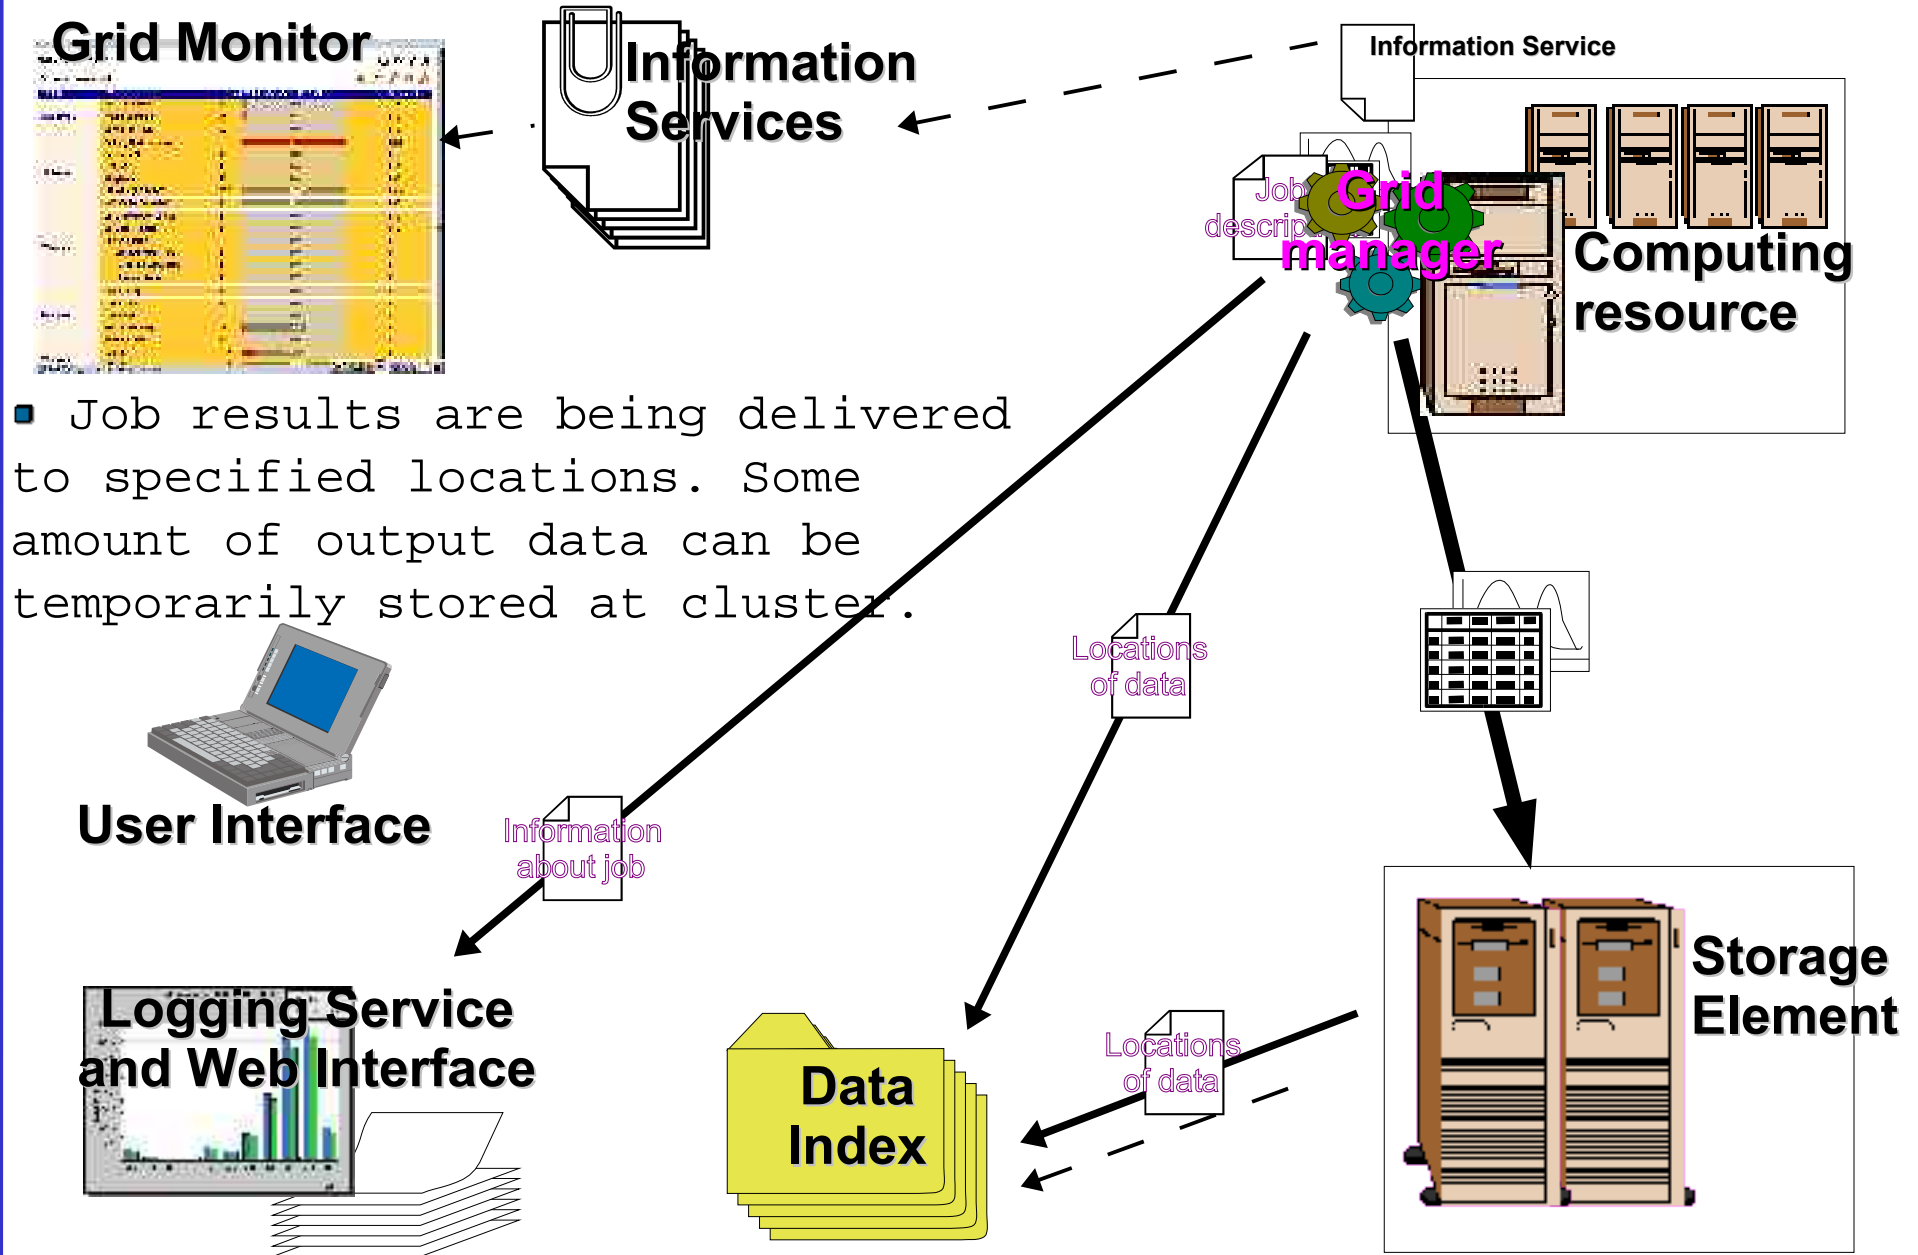 Grid Monitor
Information
Services
Information Service
Job
descrip
Grid
manager
Computing
resource
Job results are being delivered
to specified locations. Some
amount of output data can be
temporarily stored at cluster.
Locations
of data
User Interface
Information
about job
Storage
Element
Logging Service
and Web Interface
Locations
of data
Data
Index